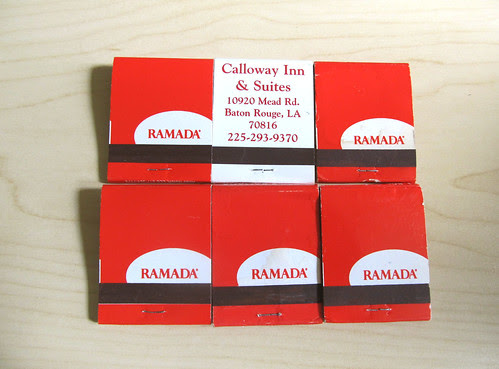 RAMADA
Calloway Inn
& Suites
10920 Mead Rd.
Baton Rouge, LA
70816
225-293-9370
RAMADA
RAMADA
RAMADA
RAMADA